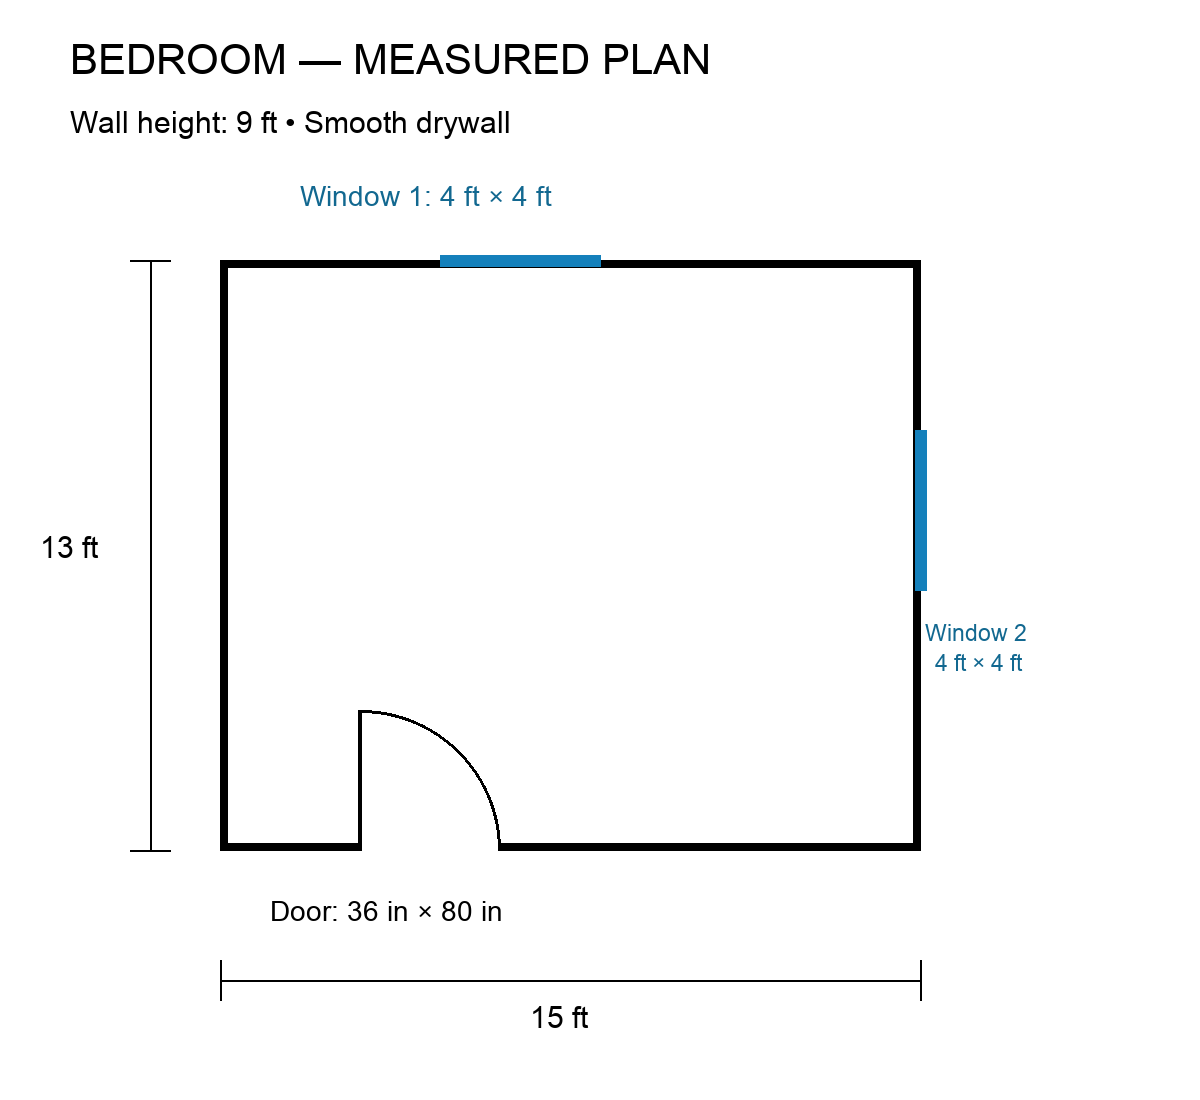 BEDROOM — MEASURED PLAN
Wall height: 9 ft • Smooth drywall
Window 1: 4 ft × 4 ft
13 ft
Window 2
4 ft × 4 ft
Door: 36 in × 80 in
15 ft